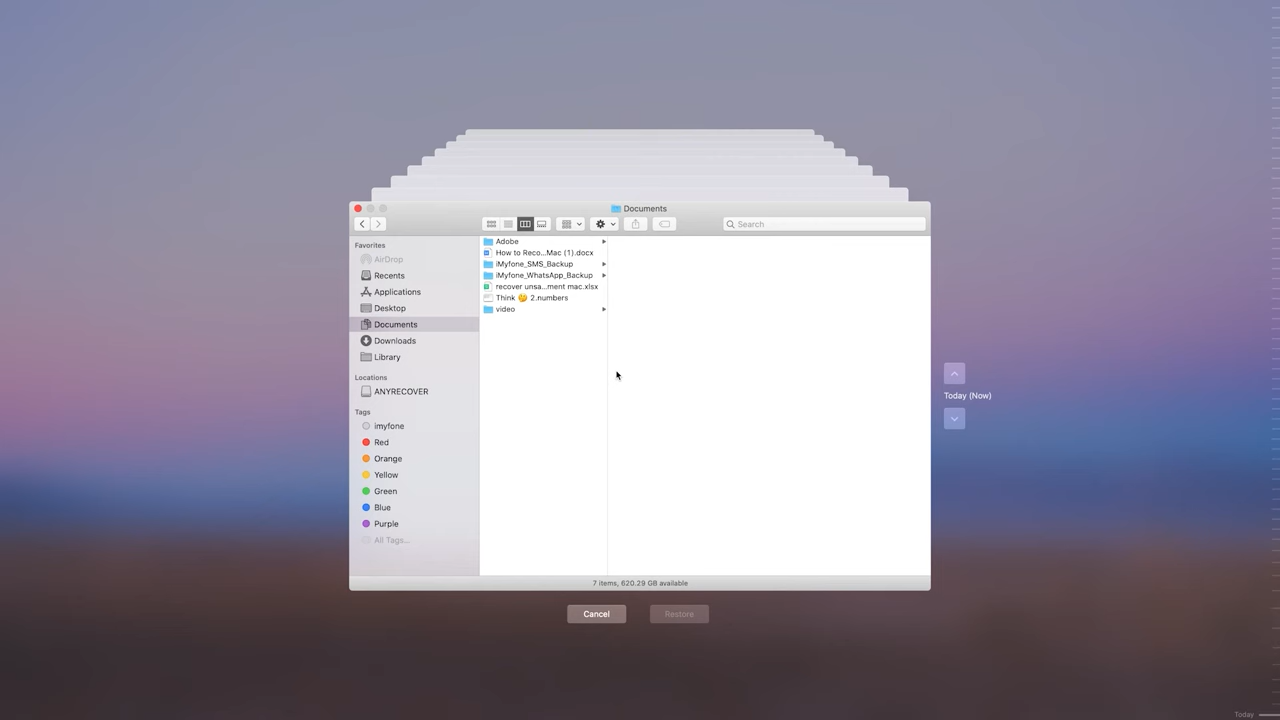 Documents
Search
Favorites
AirDrop
Recents
Applications
Desktop
Documents
Downloads
Library
Locations
ANYRECOVER
Tags
imyfone
Red
Orange
Yellow
Green
Blue
Purple
All Tags...
Adobe
How to Reco...Mac (1).docx
iMyfone_SMS_Backup
iMyfone_WhatsApp_Backup
recover unsa...ment mac.xlsx
Think 🤔 2.numbers
video
7 items, 620.29 GB available
Today (Now)
Cancel
Restore
Today